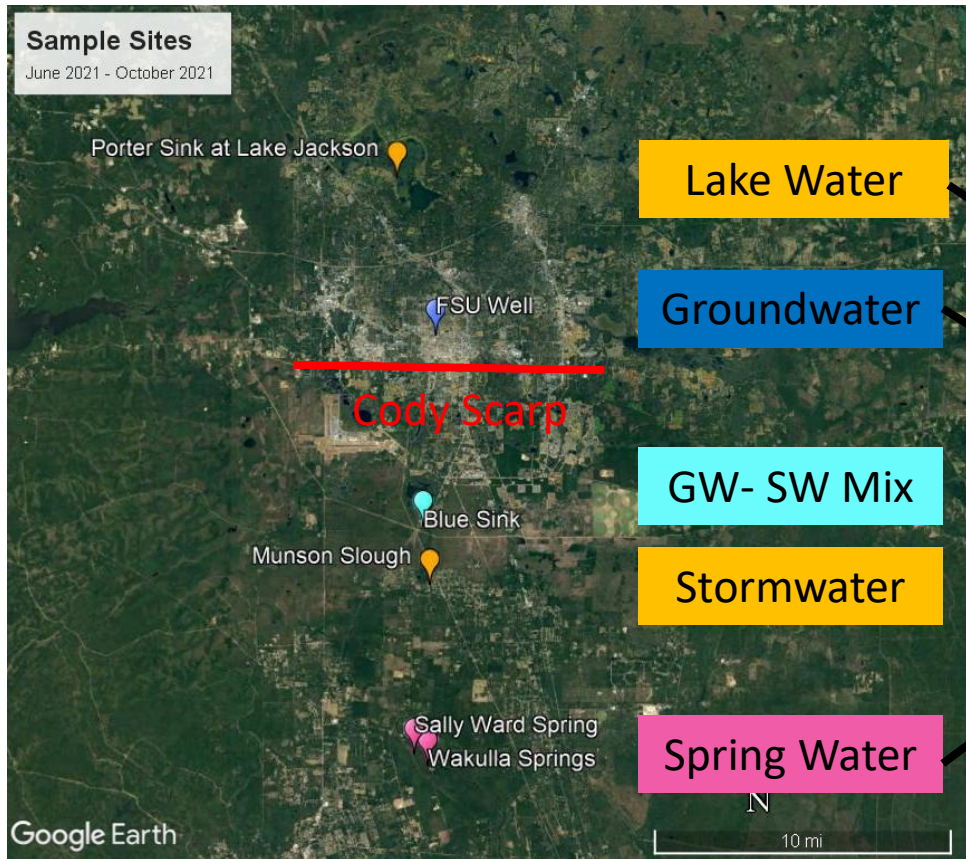 Sample Sites
June 2021 - October 2021
Porter Sink at Lake Jackson
Lake Water
FSU Well
Groundwater
Cody Scarp
GW- SW Mix
Blue Sink
Munson Slough
Stormwater
Sally Ward Spring
Wakulla Springs
Spring Water
N
Google Earth
10 mi